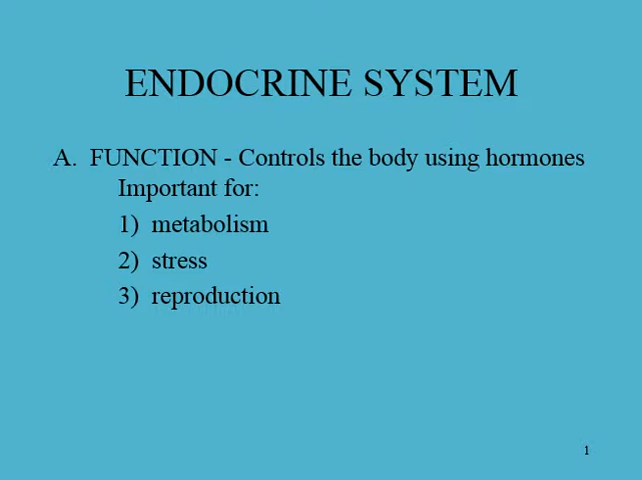 ENDOCRINE SYSTEM
A. FUNCTION - Controls the body using hormones
Important for:
1) metabolism
2) stress
3) reproduction
1